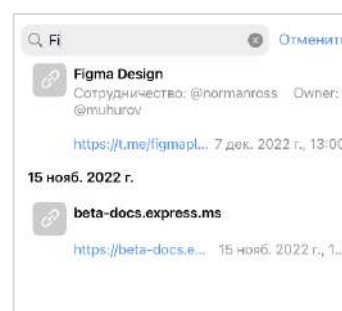 Fi Отменить
Figma Design
Сотрудничество: @normanross Owner:
@muhurov
https://t.me/figmapl... 7 дек. 2022 г., 13:00
15 нояб. 2022 г.
beta-docs.express.ms
https://beta-docs.e... 15 нояб. 2022 г., 1...